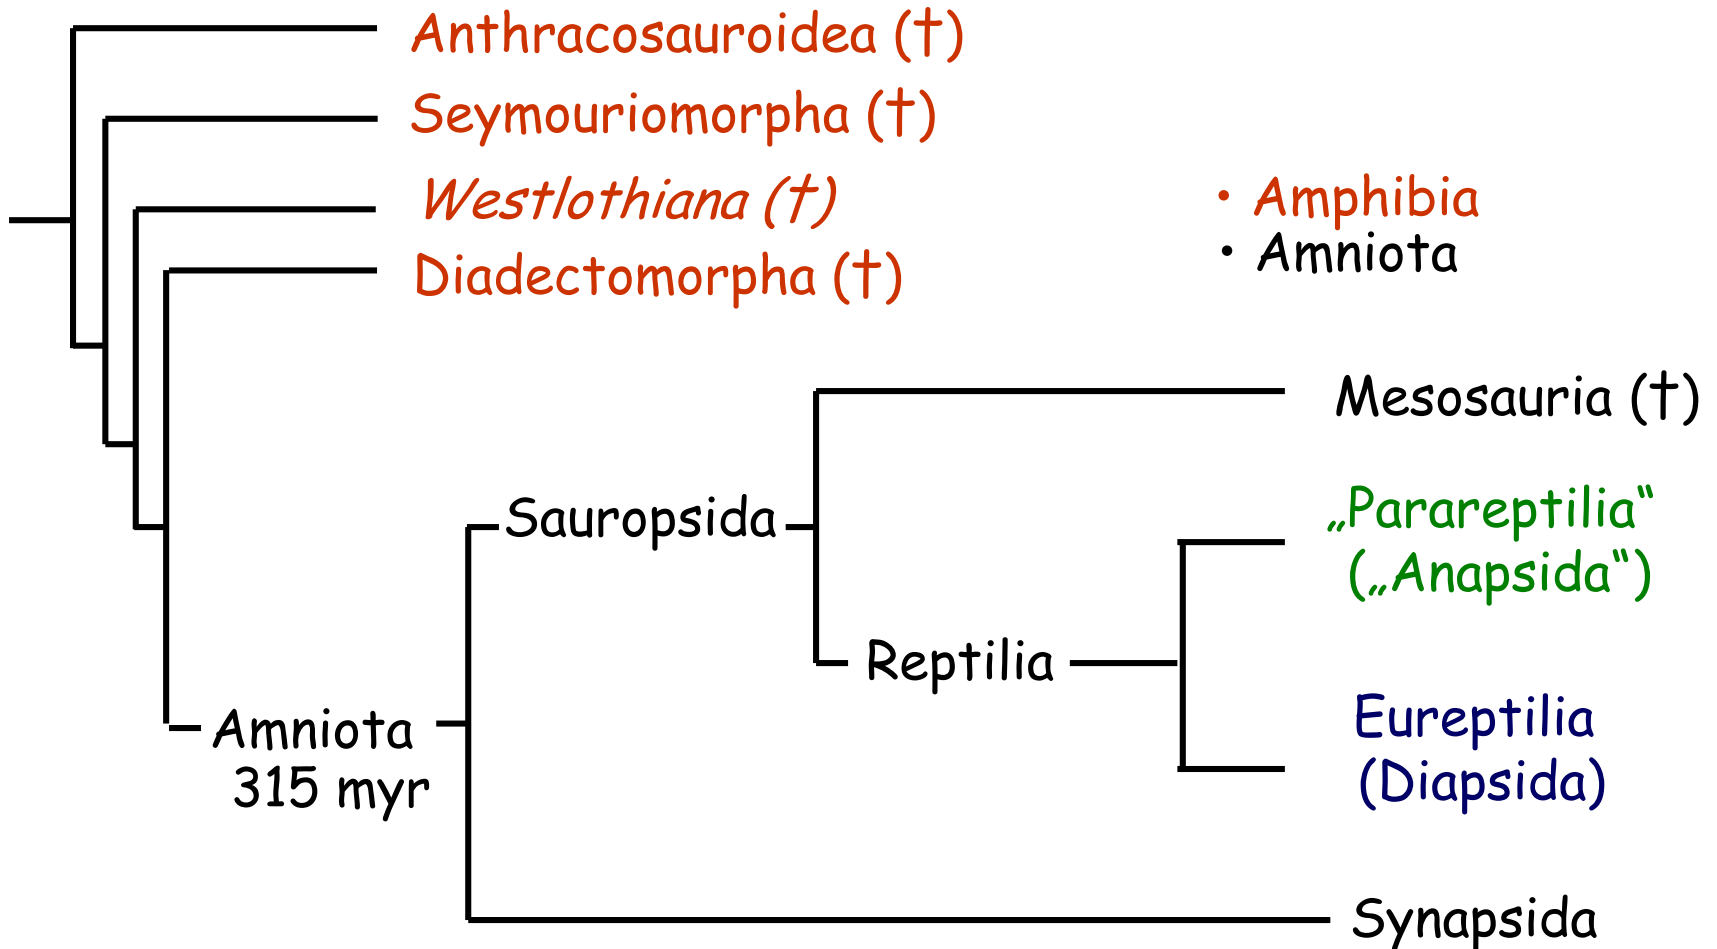 Anthracosauroidea (†)
Seymouriomorpha (†)
Westlothiana (†)
Diadectomorpha (†)
• Amphibia
• Amniota
Mesosauria (†)
Sauropsida
„Parareptilia“
(„Anapsida“)
Reptilia
Eureptilia
(Diapsida)
Amniota
315 myr
Synapsida